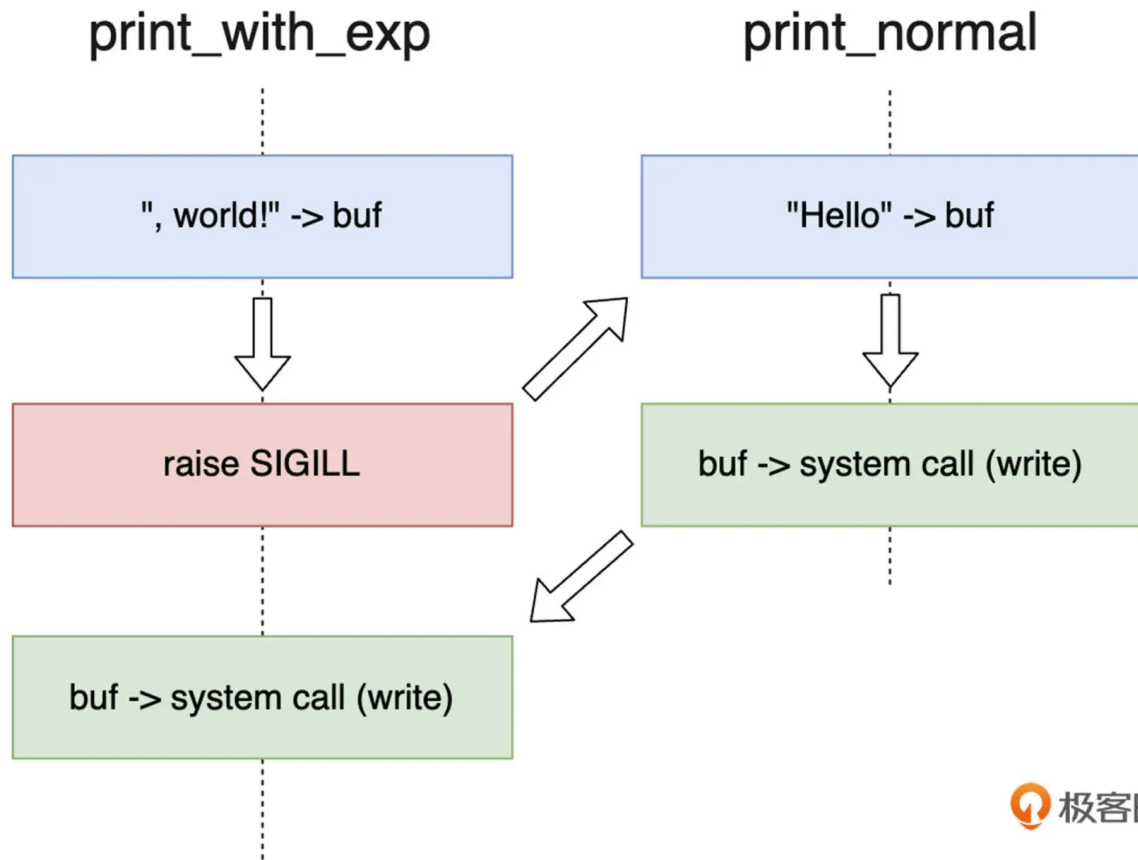 print_with_exp
print_normal
", world!" -> buf
"Hello" -> buf
raise SIGILL
buf -> system call (write)
buf -> system call (write)
极客